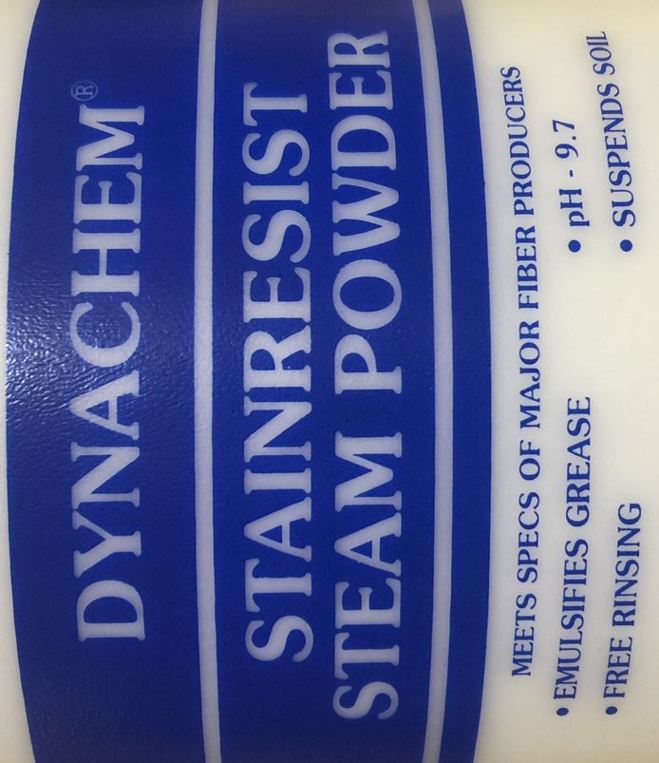 DYNACHEM®
STAINRESIST
STEAM POWDER
MEETS SPECS OF MAJOR FIBER PRODUCERS
• EMULSIFIES GREASE • pH - 9.7
• FREE RINSING • SUSPENDS SOIL